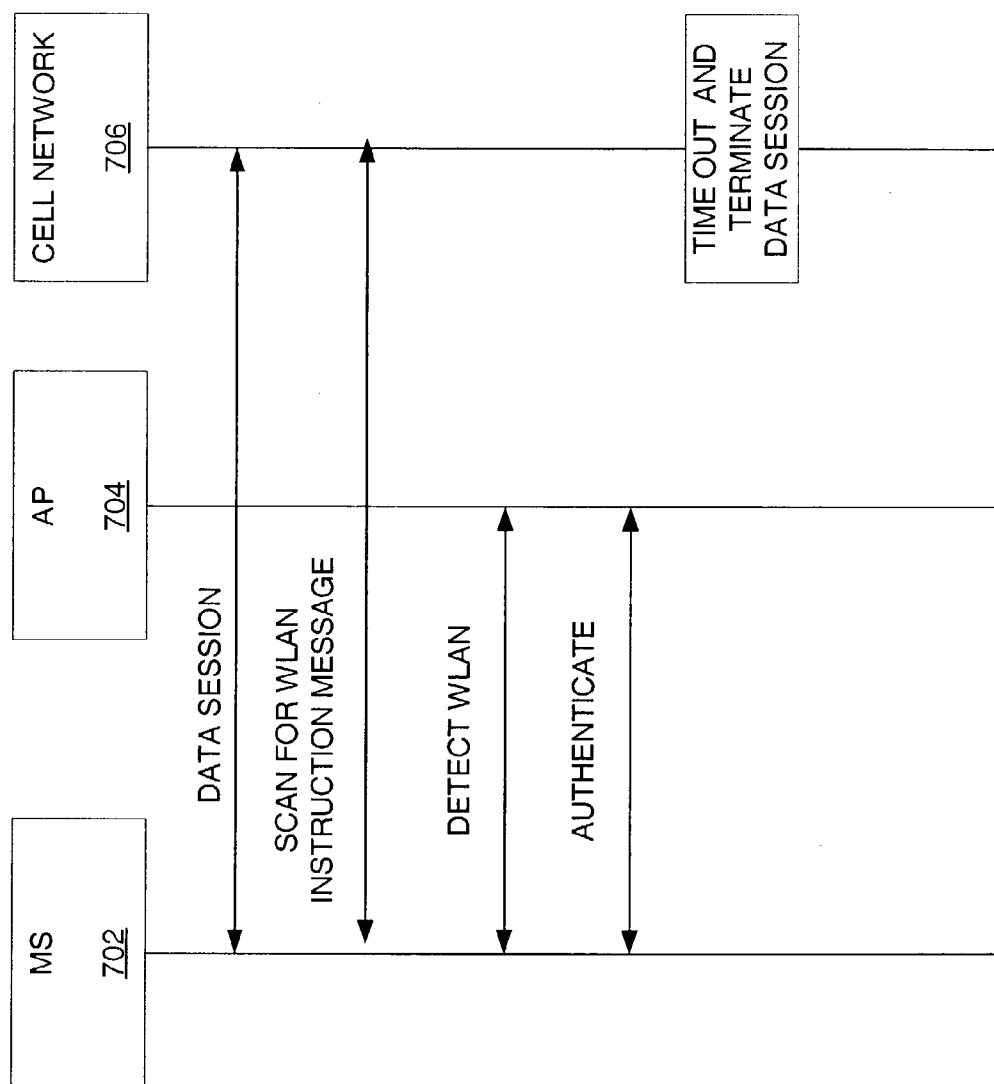 MS
702
AP
704
CELL NETWORK
706
DATA SESSION
SCAN FOR WLAN
INSTRUCTION MESSAGE
DETECT WLAN
AUTHENTICATE
TIME OUT AND
TERMINATE
DATA SESSION